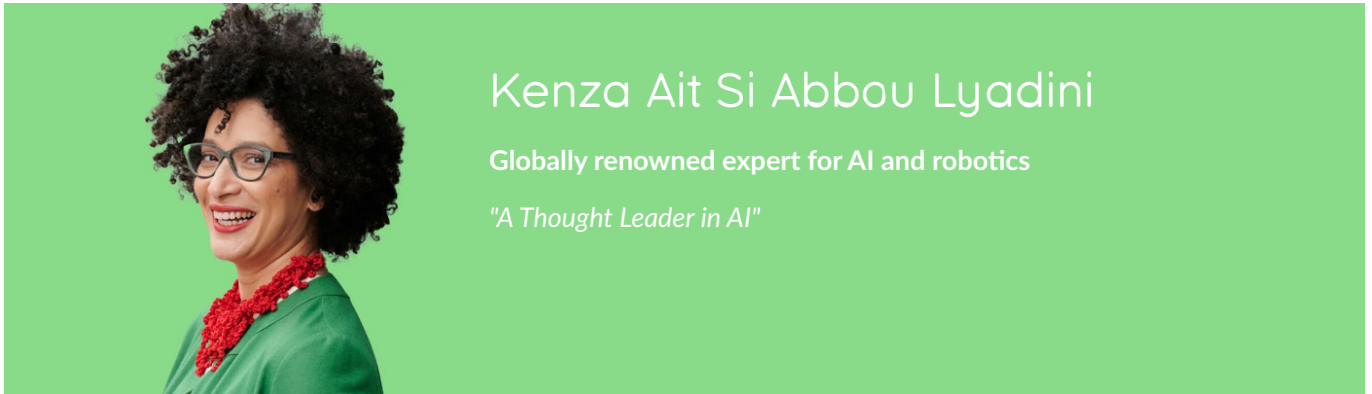 Kenza Ait Si Abbou Lyadini
Globally renowned expert for AI and robotics
"A Thought Leader in AI"